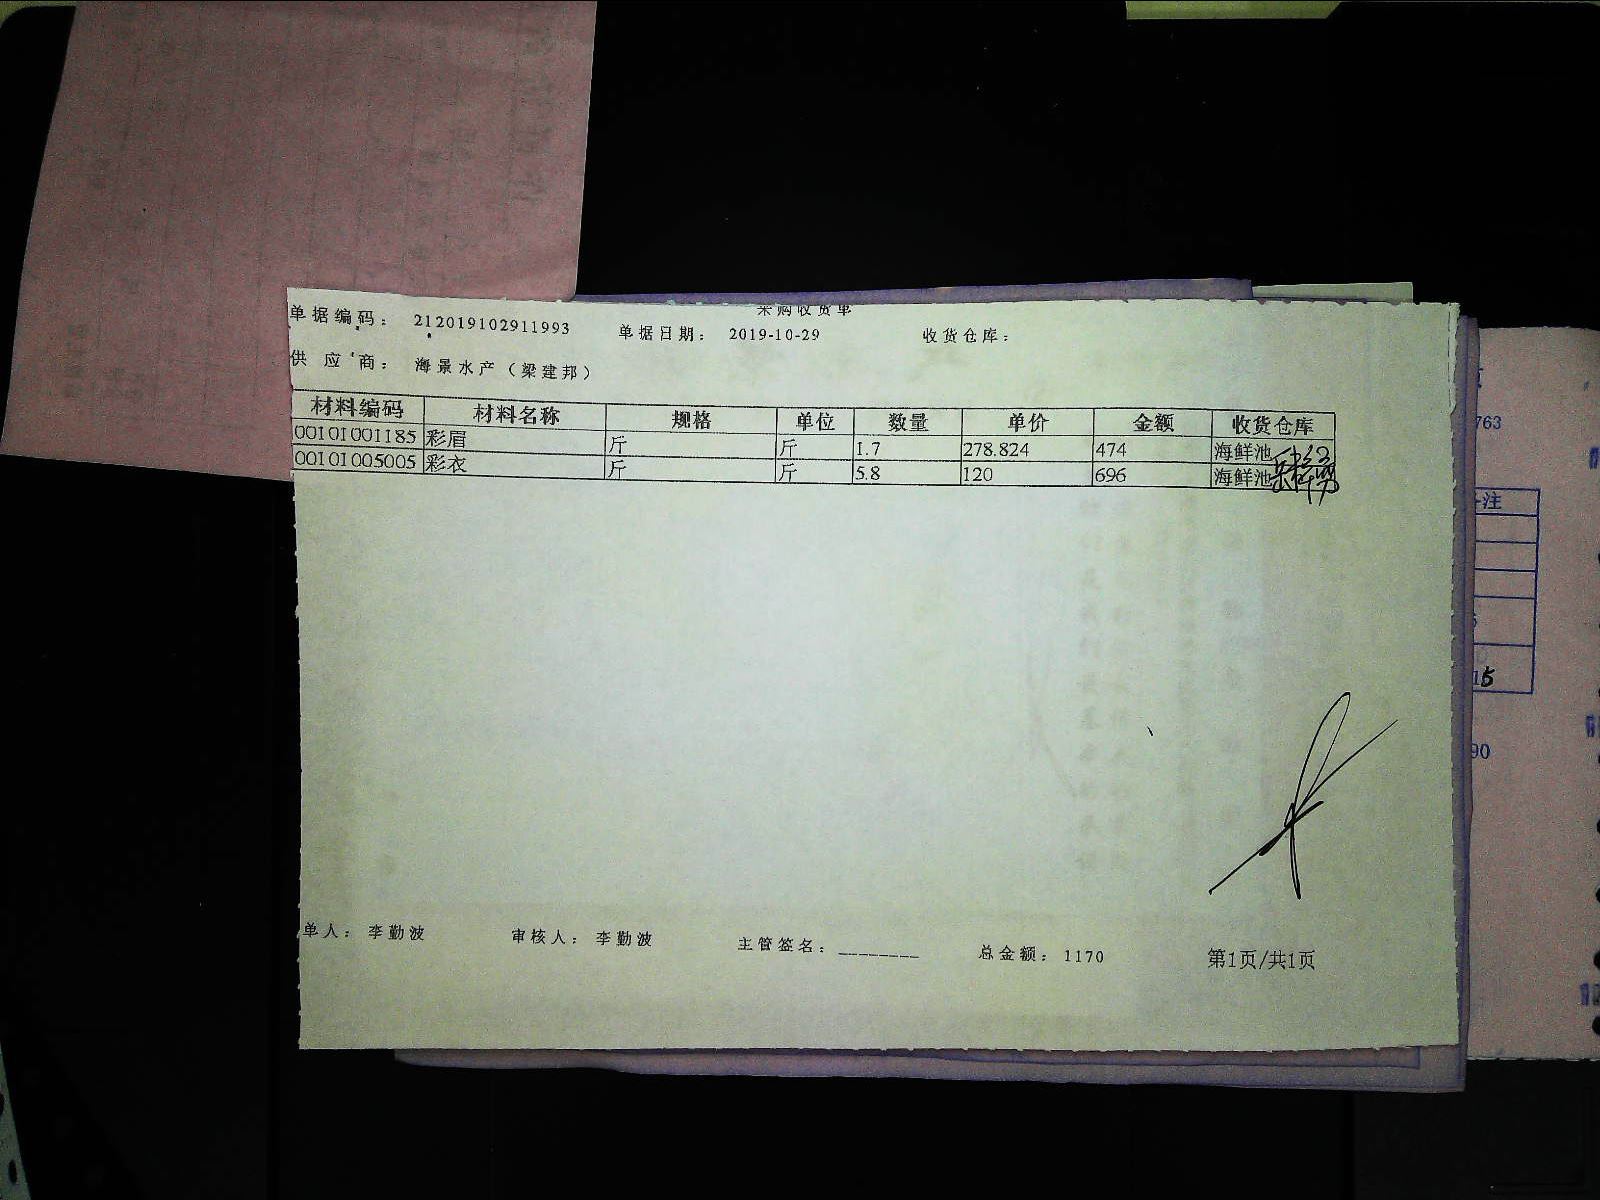 采购收货单
单据编码： 212019102911993 单据日期： 2019-10-29 收货仓库：
供应商： 海景水产（梁建邦）
材料编码 材料名称 规格 单位 数量 单价 金额 收货仓库
00101001185 彩眉 斤 斤 1.7 278.824 474 海鲜池
00101005005 彩衣 斤 斤 5.8 120 696 海鲜池
单人： 李勤波 审核人： 李勤波 主管签名：________ 总金额： 1170 第1页/共1页
763
注
15
90